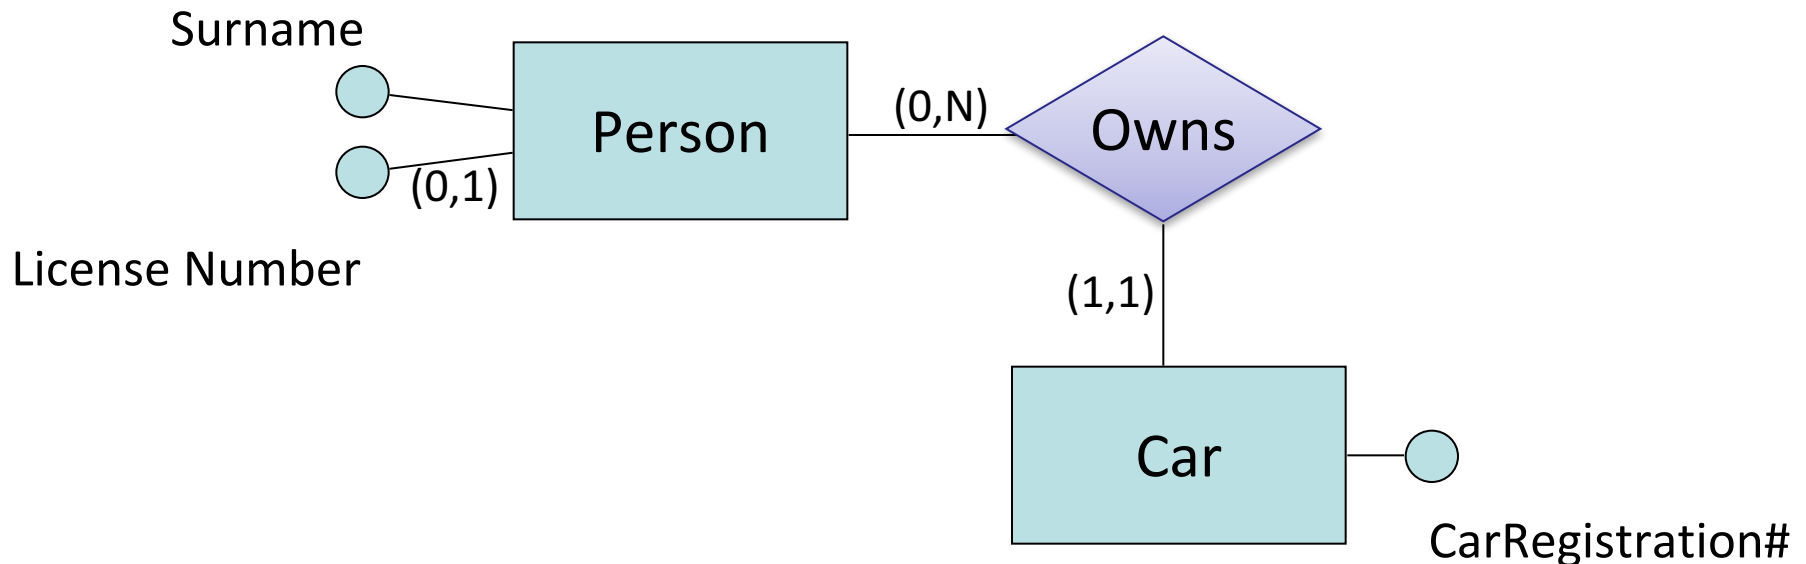 Surname
Person
(0,N)
Owns
(0,1)
License Number
(1,1)
Car
CarRegistration#